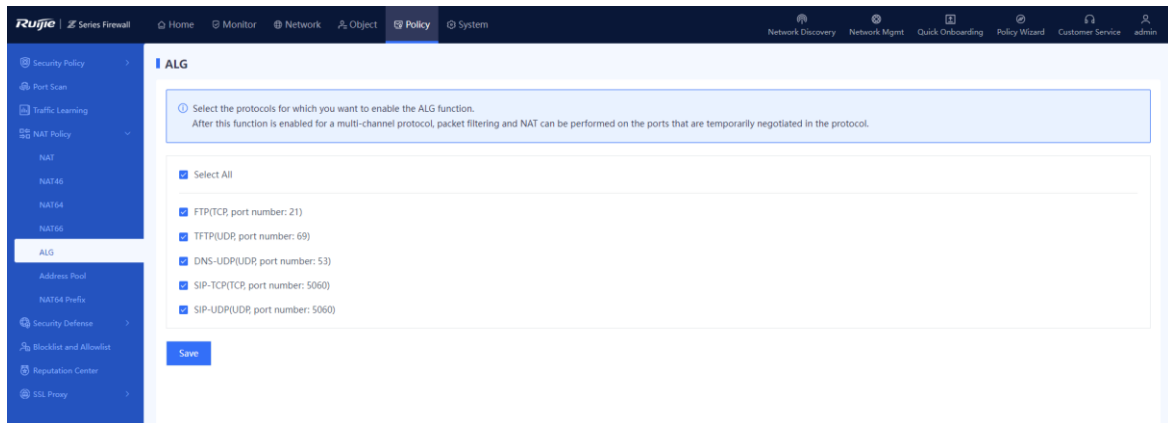 Ruijie | Z Series Firewall
Home Monitor Network Object Policy System
Network Discovery Network Mgmt Quick Onboarding Policy Wizard Customer Service admin
Security Policy
Port Scan
Traffic Learning
NAT Policy
NAT
NAT46
NAT64
NAT66
ALG
Address Pool
NAT64 Prefix
Security Defense
Blocklist and Allowlist
Reputation Center
SSL Proxy
ALG
Select the protocols for which you want to enable the ALG function.
After this function is enabled for a multi-channel protocol, packet filtering and NAT can be performed on the ports that are temporarily negotiated in the protocol.
Select All
FTP(TCP, port number: 21)
TFTP(UDP, port number: 69)
DNS-UDP(UDP, port number: 53)
SIP-TCP(TCP, port number: 5060)
SIP-UDP(UDP, port number: 5060)
Save